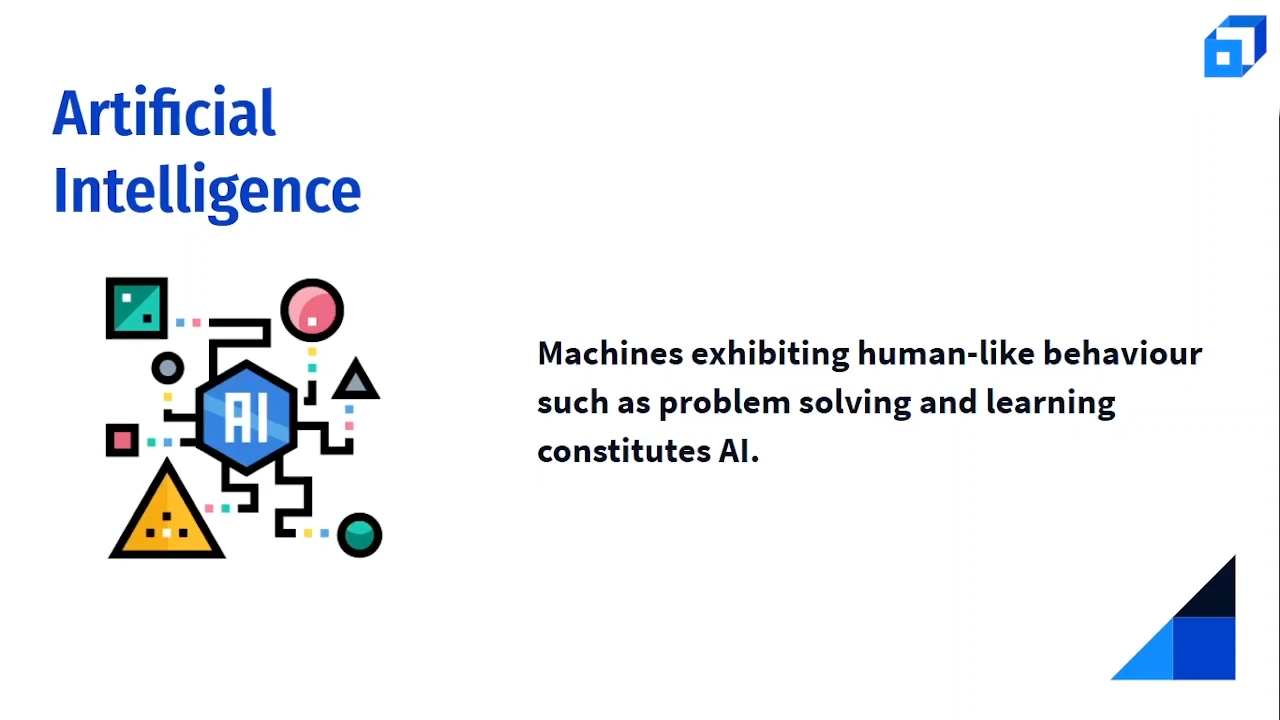 Artificial
Intelligence
AI
Machines exhibiting human-like behaviour
such as problem solving and learning
constitutes AI.